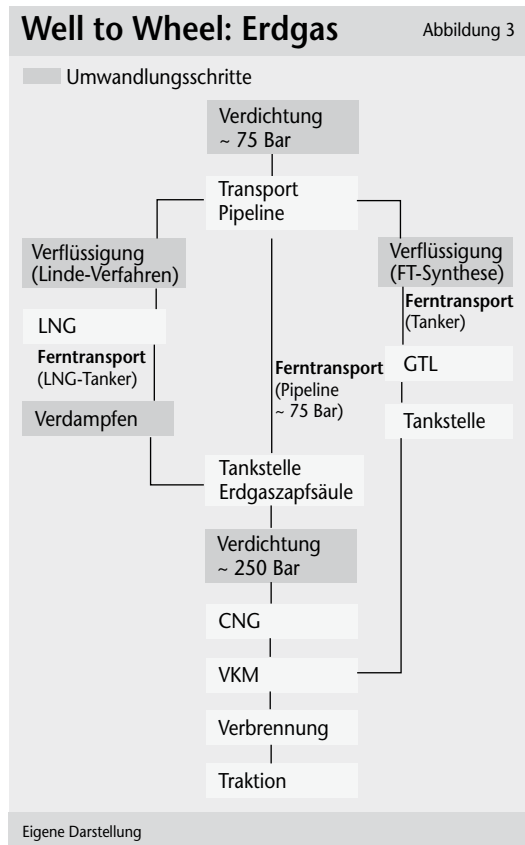 Well to Wheel: Erdgas
Abbildung 3
Umwandlungsschritte
Verdichtung
~ 75 Bar
Transport
Pipeline
Verflüssigung
(Linde-Verfahren)
LNG
Ferntransport
(LNG-Tanker)
Verdampfen
Ferntransport
(Pipeline
~ 75 Bar)
Verflüssigung
(FT-Synthese)
Ferntransport
(Tanker)
GTL
Tankstelle
Tankstelle
Erdgaszapfsäule
Verdichtung
~ 250 Bar
CNG
VKM
Verbrennung
Traktion
Eigene Darstellung